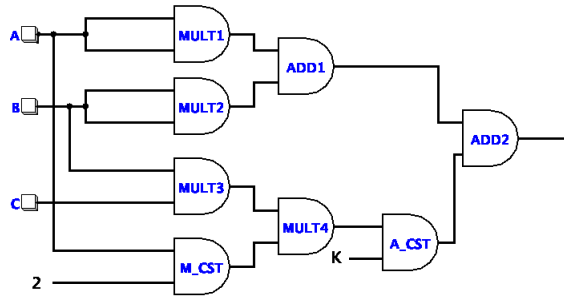 A
MULT1
ADD1
B
MULT2
ADD2
MULT3
C
MULT4
A_CST
M_CST
K
2